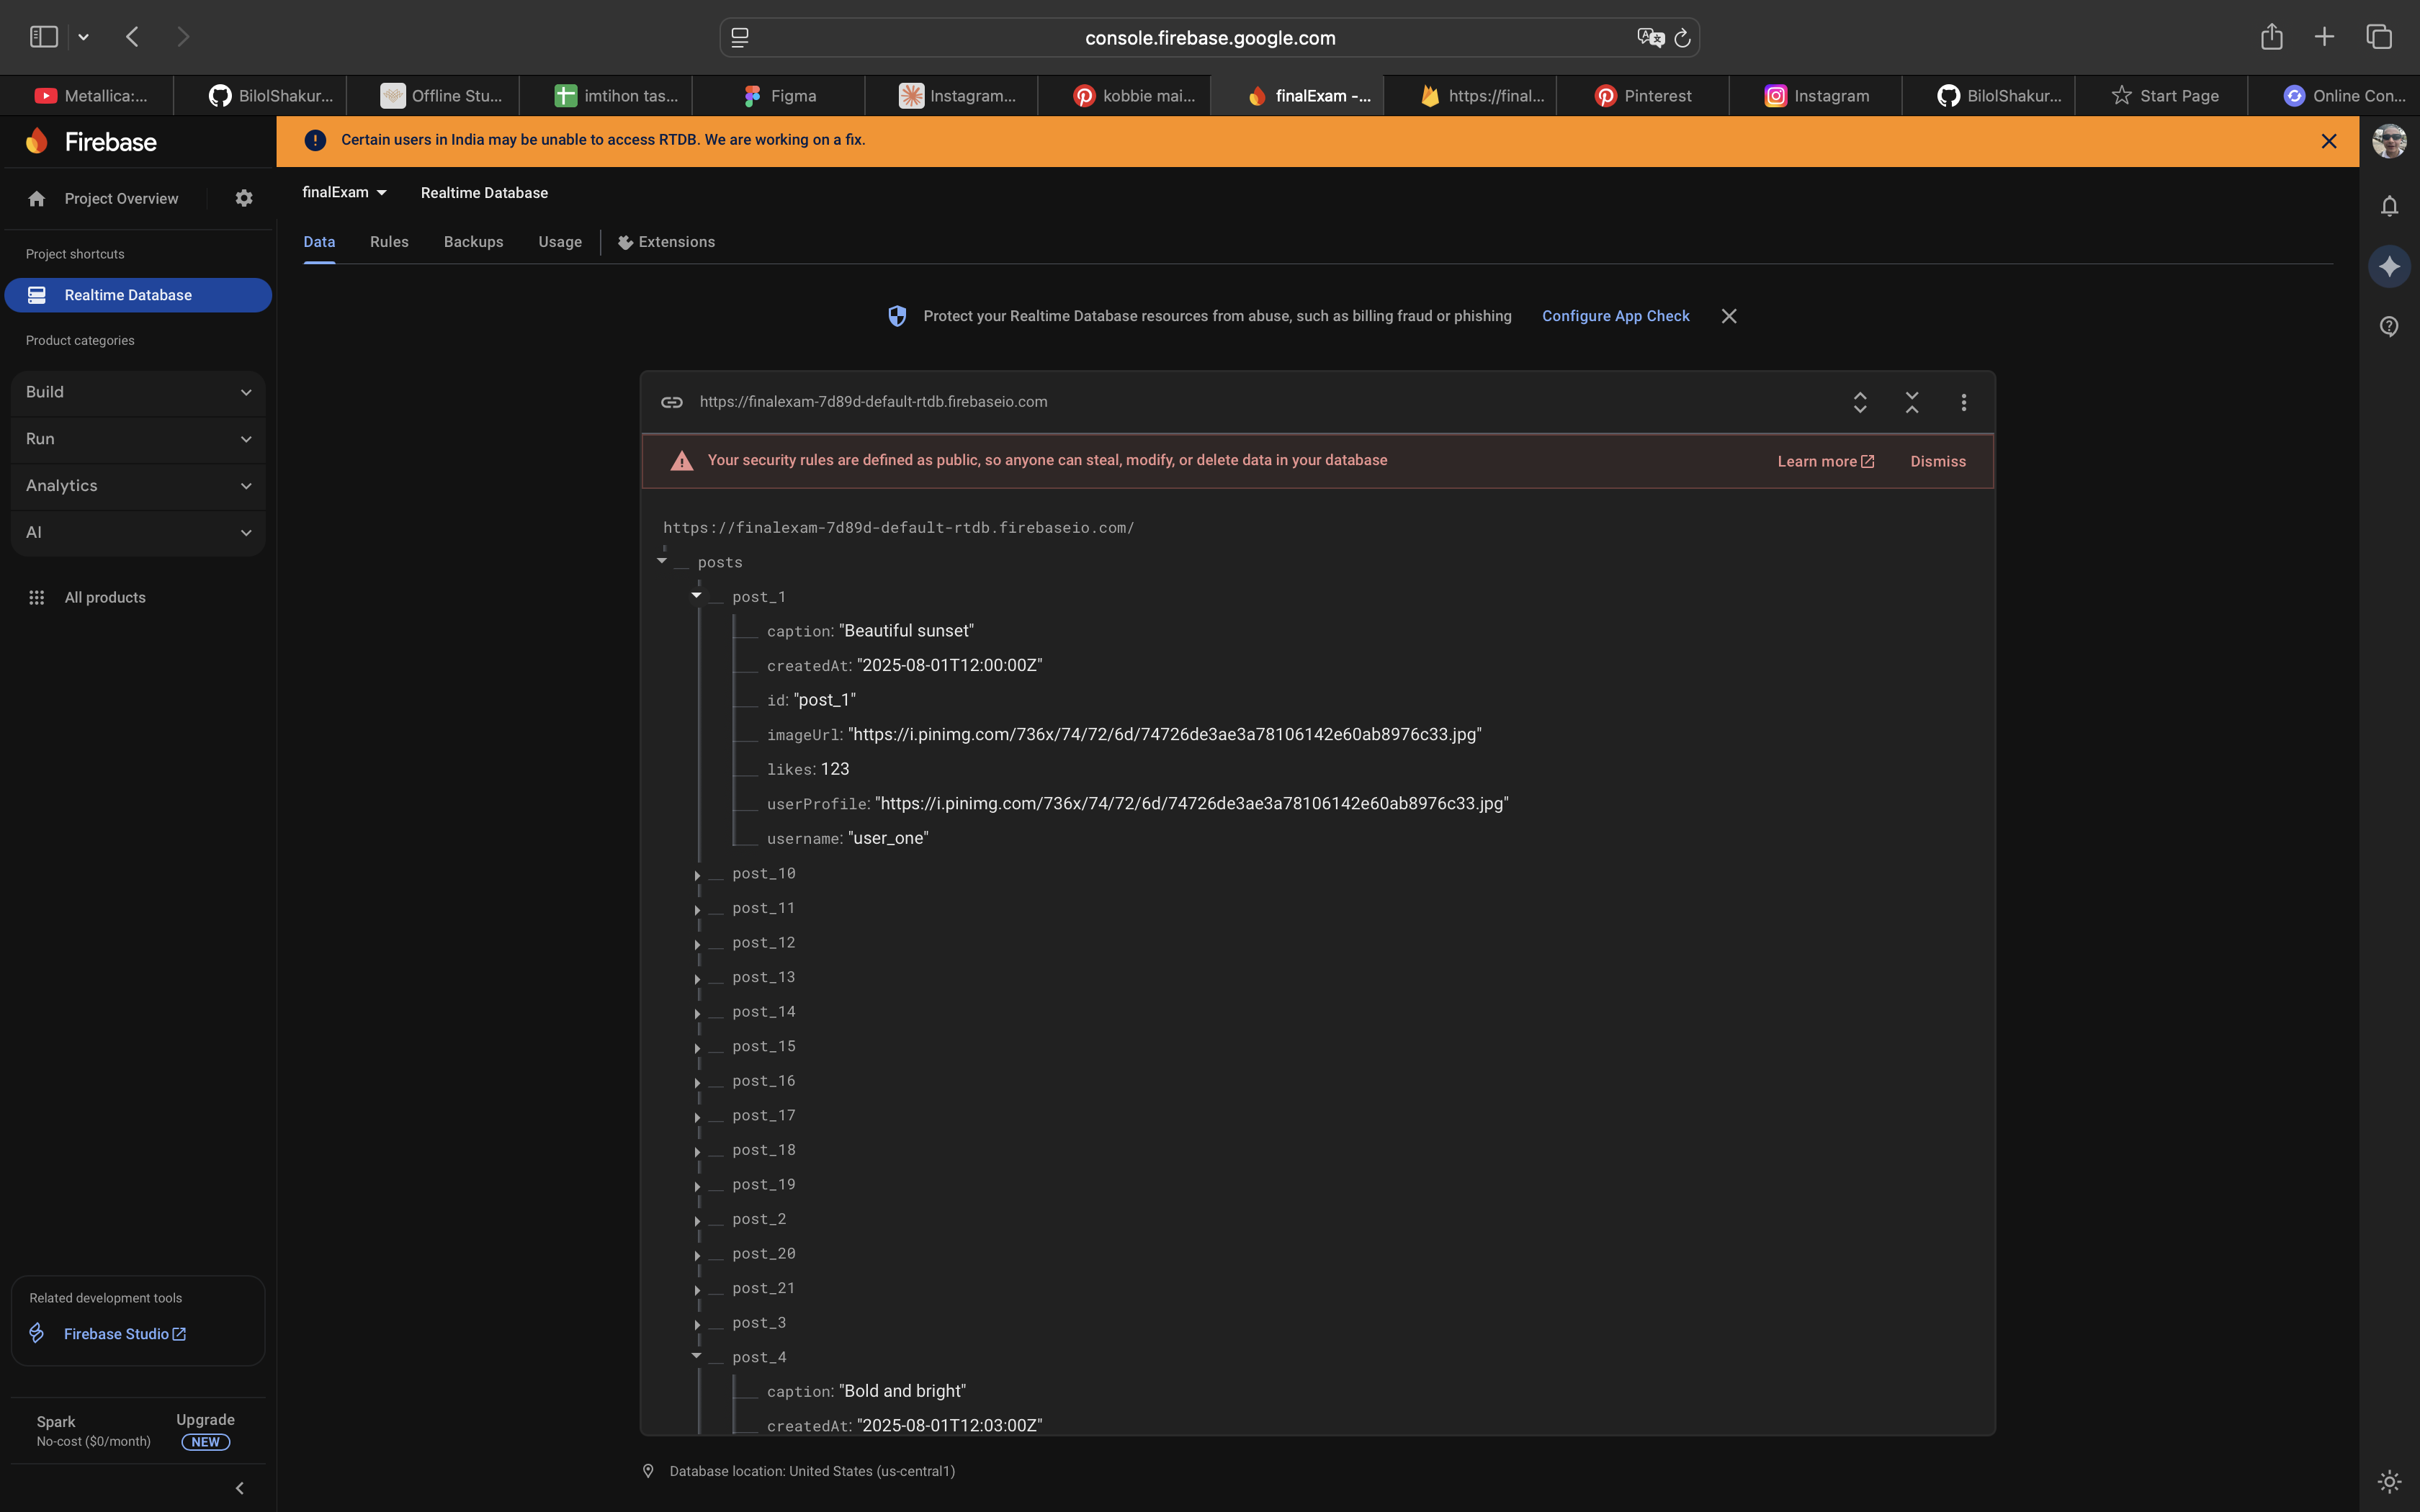 console.firebase.google.com
Metallica:...
BilolShakur...
Offline Stu...
imtihon tas...
Figma
Instagram...
kobbie mai...
finalExam -...
https://final...
Pinterest
Instagram
BilolShakur...
Start Page
Online Con...
Firebase
Certain users in India may be unable to access RTDB. We are working on a fix.
Project Overview
finalExam
Realtime Database
Data
Rules
Backups
Usage
Extensions
Project shortcuts
Realtime Database
Product categories
Build
Run
Analytics
AI
All products
Protect your Realtime Database resources from abuse, such as billing fraud or phishing
Configure App Check
https://finalexam-7d89d-default-rtdb.firebaseio.com
Your security rules are defined as public, so anyone can steal, modify, or delete data in your database
Learn more
Dismiss
https://finalexam-7d89d-default-rtdb.firebaseio.com/
posts
post_1
caption: "Beautiful sunset"
createdAt: "2025-08-01T12:00:00Z"
id: "post_1"
imageUrl: "https://i.pinimg.com/736x/74/72/6d/74726de3ae3a78106142e60ab8976c33.jpg"
likes: 123
userProfile: "https://i.pinimg.com/736x/74/72/6d/74726de3ae3a78106142e60ab8976c33.jpg"
username: "user_one"
post_10
post_11
post_12
post_13
post_14
post_15
post_16
post_17
post_18
post_19
post_2
post_20
post_21
post_3
post_4
caption: "Bold and bright"
createdAt: "2025-08-01T12:03:00Z"
Related development tools
Firebase Studio
Spark
No-cost ($0/month)
Upgrade
NEW
Database location: United States (us-central1)